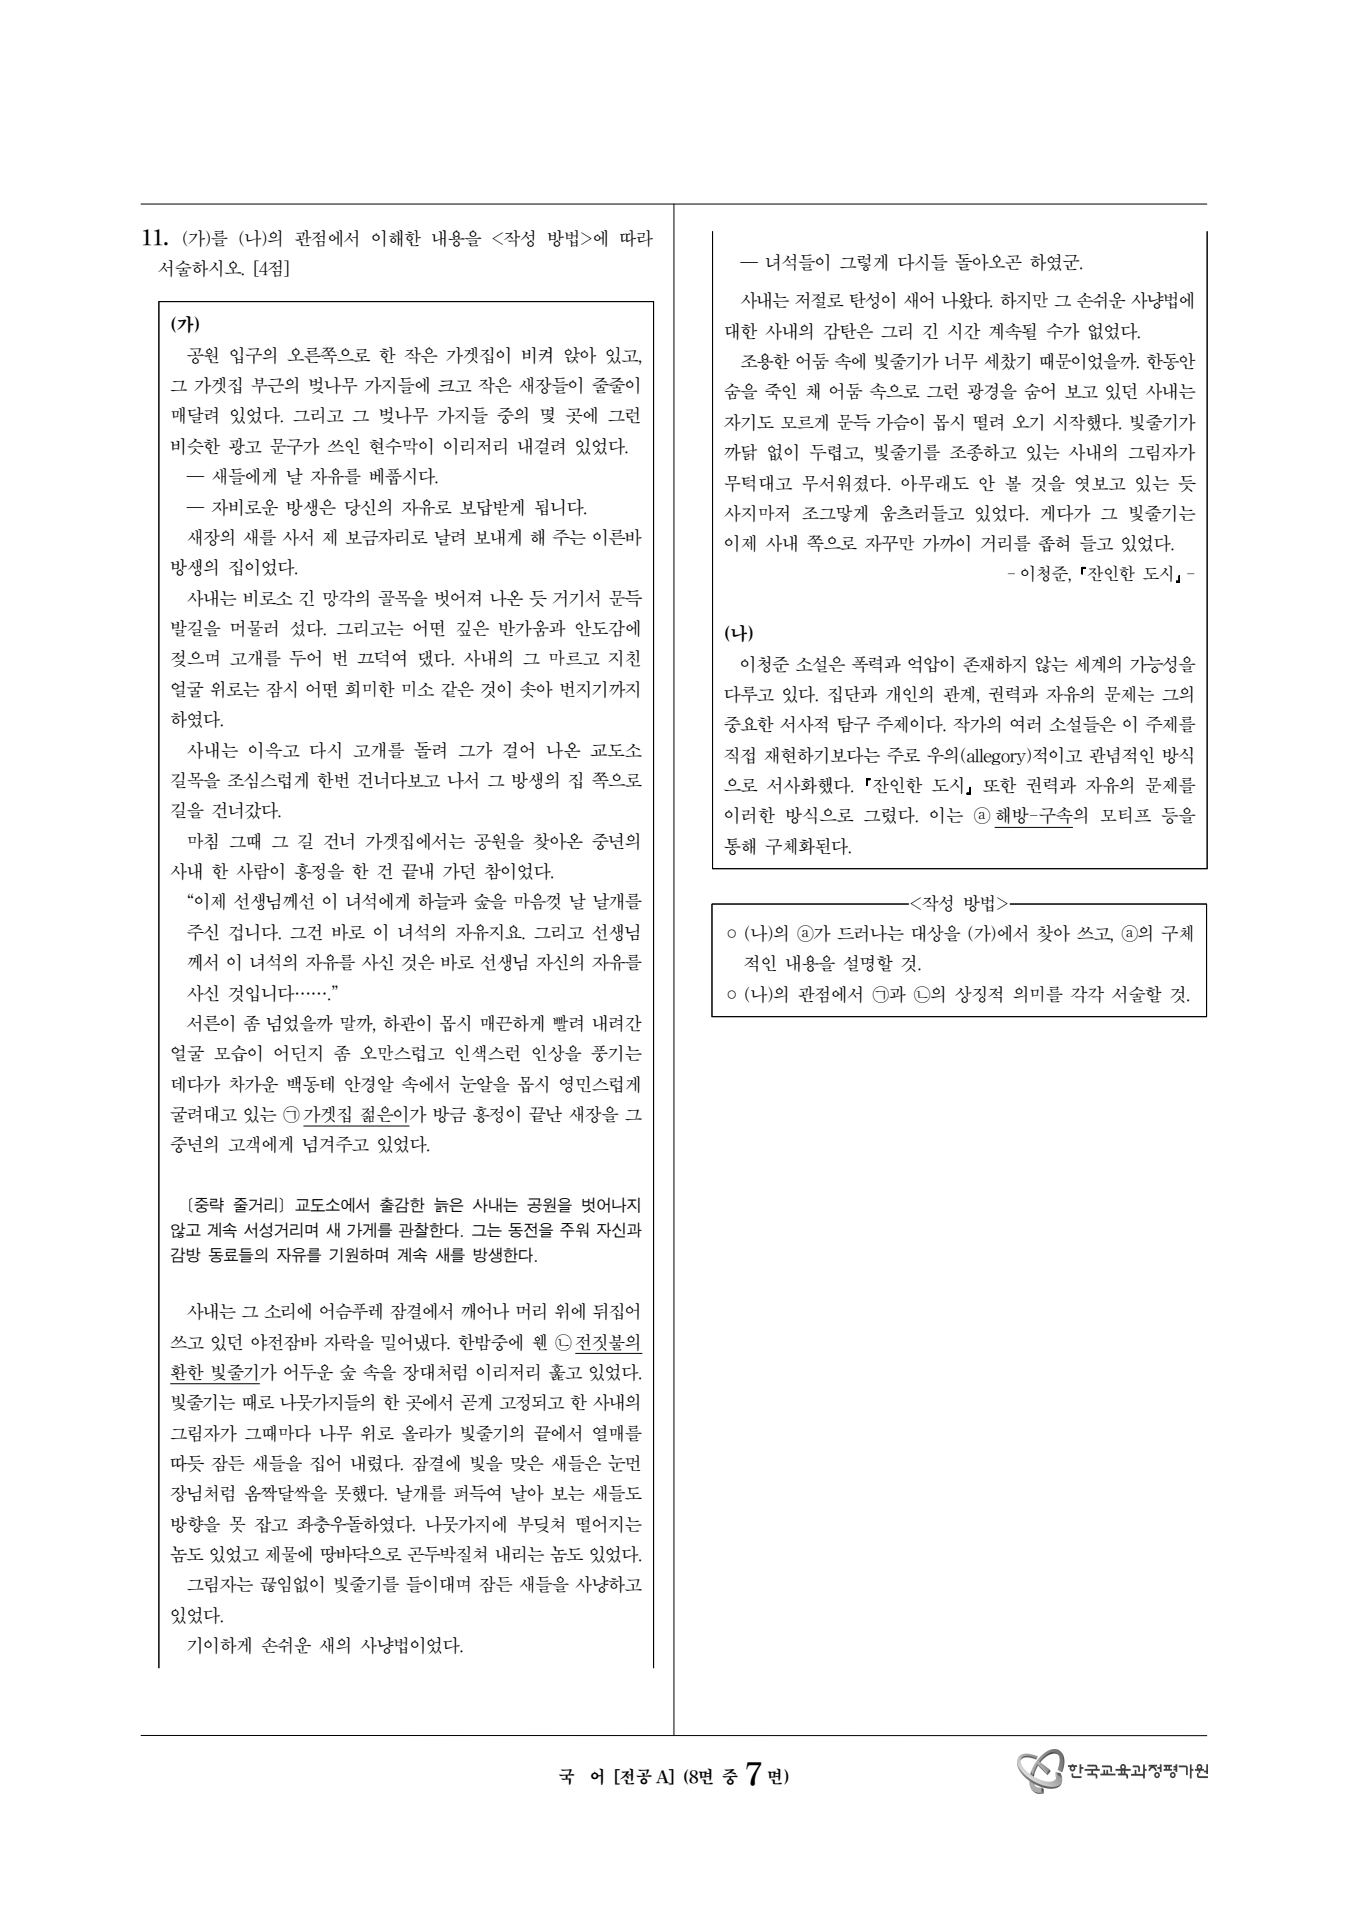 11. (가)를 (나)의 관점에서 이해한 내용을 <작성 방법>에 따라
서술하시오. [4점]
(가)
공원 입구의 오른쪽으로 한 작은 가겟집이 비켜 앉아 있고,
그 가겟집 부근의 벚나무 가지들에 크고 작은 새장들이 줄줄이
매달려 있었다. 그리고 그 벚나무 가지들 중의 몇 곳에 그런
비슷한 광고 문구가 쓰인 현수막이 이리저리 내걸려 있었다.
― 새들에게 날 자유를 베풉시다.
― 자비로운 방생은 당신의 자유로 보답받게 됩니다.
새장의 새를 사서 제 보금자리로 날려 보내게 해 주는 이른바
방생의 집이었다.
사내는 비로소 긴 망각의 골목을 벗어져 나온 듯 거기서 문득
발길을 머물러 섰다. 그리고는 어떤 깊은 반가움과 안도감에
젖으며 고개를 두어 번 끄덕여 댔다. 사내의 그 마르고 지친
얼굴 위로는 잠시 어떤 희미한 미소 같은 것이 솟아 번지기까지
하였다.
사내는 이윽고 다시 고개를 돌려 그가 걸어 나온 교도소
길목을 조심스럽게 한번 건너다보고 나서 그 방생의 집 쪽으로
길을 건너갔다.
마침 그때 그 길 건너 가겟집에서는 공원을 찾아온 중년의
사내 한 사람이 흥정을 한 건 끝내 가던 참이었다.
“이제 선생님께선 이 녀석에게 하늘과 숲을 마음껏 날 날개를
주신 겁니다. 그건 바로 이 녀석의 자유지요. 그리고 선생님
께서 이 녀석의 자유를 사신 것은 바로 선생님 자신의 자유를
사신 것입니다…….”
서른이 좀 넘었을까 말까, 하관이 몹시 매끈하게 빨려 내려간
얼굴 모습이 어딘지 좀 오만스럽고 인색스런 인상을 풍기는
데다가 차가운 백동테 안경알 속에서 눈알을 몹시 영민스럽게
굴려대고 있는 ㉠가겟집 젊은이가 방금 흥정이 끝난 새장을 그
중년의 고객에게 넘겨주고 있었다.
〔중략 줄거리〕 교도소에서 출감한 늙은 사내는 공원을 벗어나지
않고 계속 서성거리며 새 가게를 관찰한다. 그는 동전을 주워 자신과
감방 동료들의 자유를 기원하며 계속 새를 방생한다.
사내는 그 소리에 어슴푸레 잠결에서 깨어나 머리 위에 뒤집어
쓰고 있던 야전잠바 자락을 밀어냈다. 한밤중에 웬 ㉡전짓불의
환한 빛줄기가 어두운 숲 속을 장대처럼 이리저리 훑고 있었다.
빛줄기는 때로 나뭇가지들의 한 곳에서 곧게 고정되고 한 사내의
그림자가 그때마다 나무 위로 올라가 빛줄기의 끝에서 열매를
따듯 잠든 새들을 집어 내렸다. 잠결에 빛을 맞은 새들은 눈먼
장님처럼 옴짝달싹을 못했다. 날개를 퍼득여 날아 보는 새들도
방향을 못 잡고 좌충우돌하였다. 나뭇가지에 부딪쳐 떨어지는
놈도 있었고 제물에 땅바닥으로 곤두박질쳐 내리는 놈도 있었다.
그림자는 끊임없이 빛줄기를 들이대며 잠든 새들을 사냥하고
있었다.
기이하게 손쉬운 새의 사냥법이었다.
― 녀석들이 그렇게 다시들 돌아오곤 하였군.
사내는 저절로 탄성이 새어 나왔다. 하지만 그 손쉬운 사냥법에
대한 사내의 감탄은 그리 긴 시간 계속될 수가 없었다.
조용한 어둠 속에 빛줄기가 너무 세찼기 때문이었을까. 한동안
숨을 죽인 채 어둠 속으로 그런 광경을 숨어 보고 있던 사내는
자기도 모르게 문득 가슴이 몹시 떨려 오기 시작했다. 빛줄기가
까닭 없이 두렵고, 빛줄기를 조종하고 있는 사내의 그림자가
무턱대고 무서워졌다. 아무래도 안 볼 것을 엿보고 있는 듯
사지마저 조그맣게 움츠러들고 있었다. 게다가 그 빛줄기는
이제 사내 쪽으로 자꾸만 가까이 거리를 좁혀 들고 있었다.
- 이청준, 『잔인한 도시』 -
(나)
이청준 소설은 폭력과 억압이 존재하지 않는 세계의 가능성을
다루고 있다. 집단과 개인의 관계, 권력과 자유의 문제는 그의
중요한 서사적 탐구 주제이다. 작가의 여러 소설들은 이 주제를
직접 재현하기보다는 주로 우의(allegory)적이고 관념적인 방식
으로 서사화했다. 『잔인한 도시』 또한 권력과 자유의 문제를
이러한 방식으로 그렸다. 이는 ⓐ해방-구속의 모티프 등을
통해 구체화된다.
<작성 방법>
○ (나)의 ⓐ가 드러나는 대상을 (가)에서 찾아 쓰고, ⓐ의 구체
적인 내용을 설명할 것.
○ (나)의 관점에서 ㉠과 ㉡의 상징적 의미를 각각 서술할 것.
국 어 [전공 A] (8면 중 7 면)
한국교육과정평가원